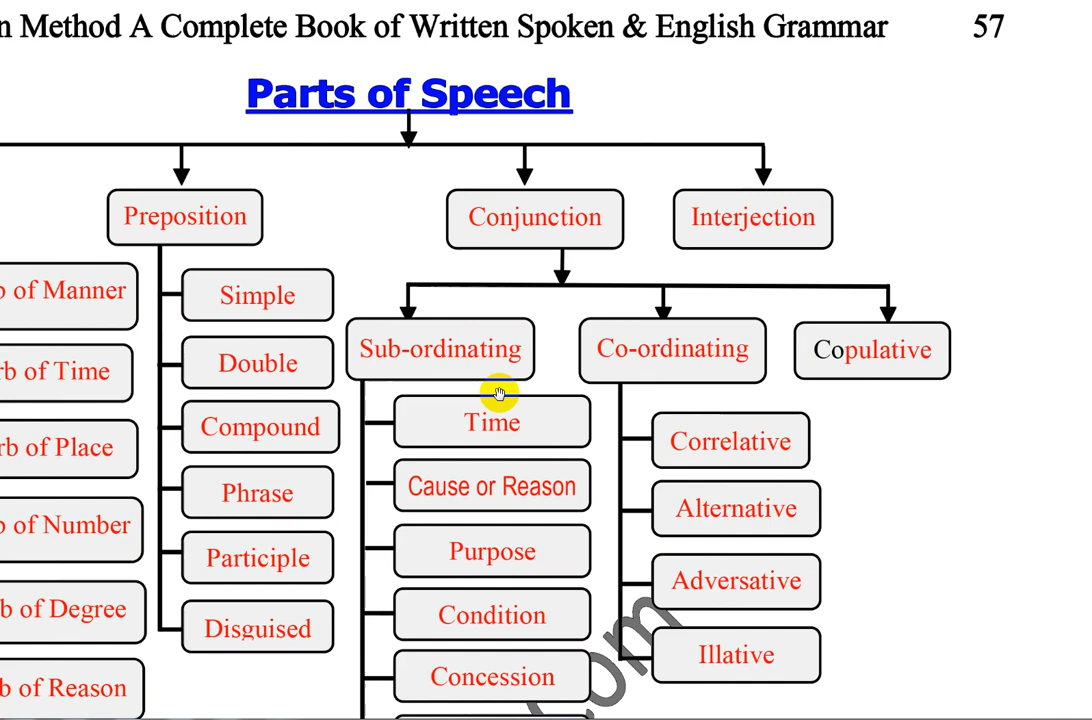 n Method A Complete Book of Written Spoken & English Grammar 57
Parts of Speech
Preposition
Conjunction
Interjection
b of Manner
rb of Time
rb of Place
b of Number
b of Degree
b of Reason
Simple
Double
Compound
Phrase
Participle
Disguised
Sub-ordinating
Time
Cause or Reason
Purpose
Condition
Concession
Co-ordinating
Correlative
Alternative
Adversative
Illative
Copulative
.com